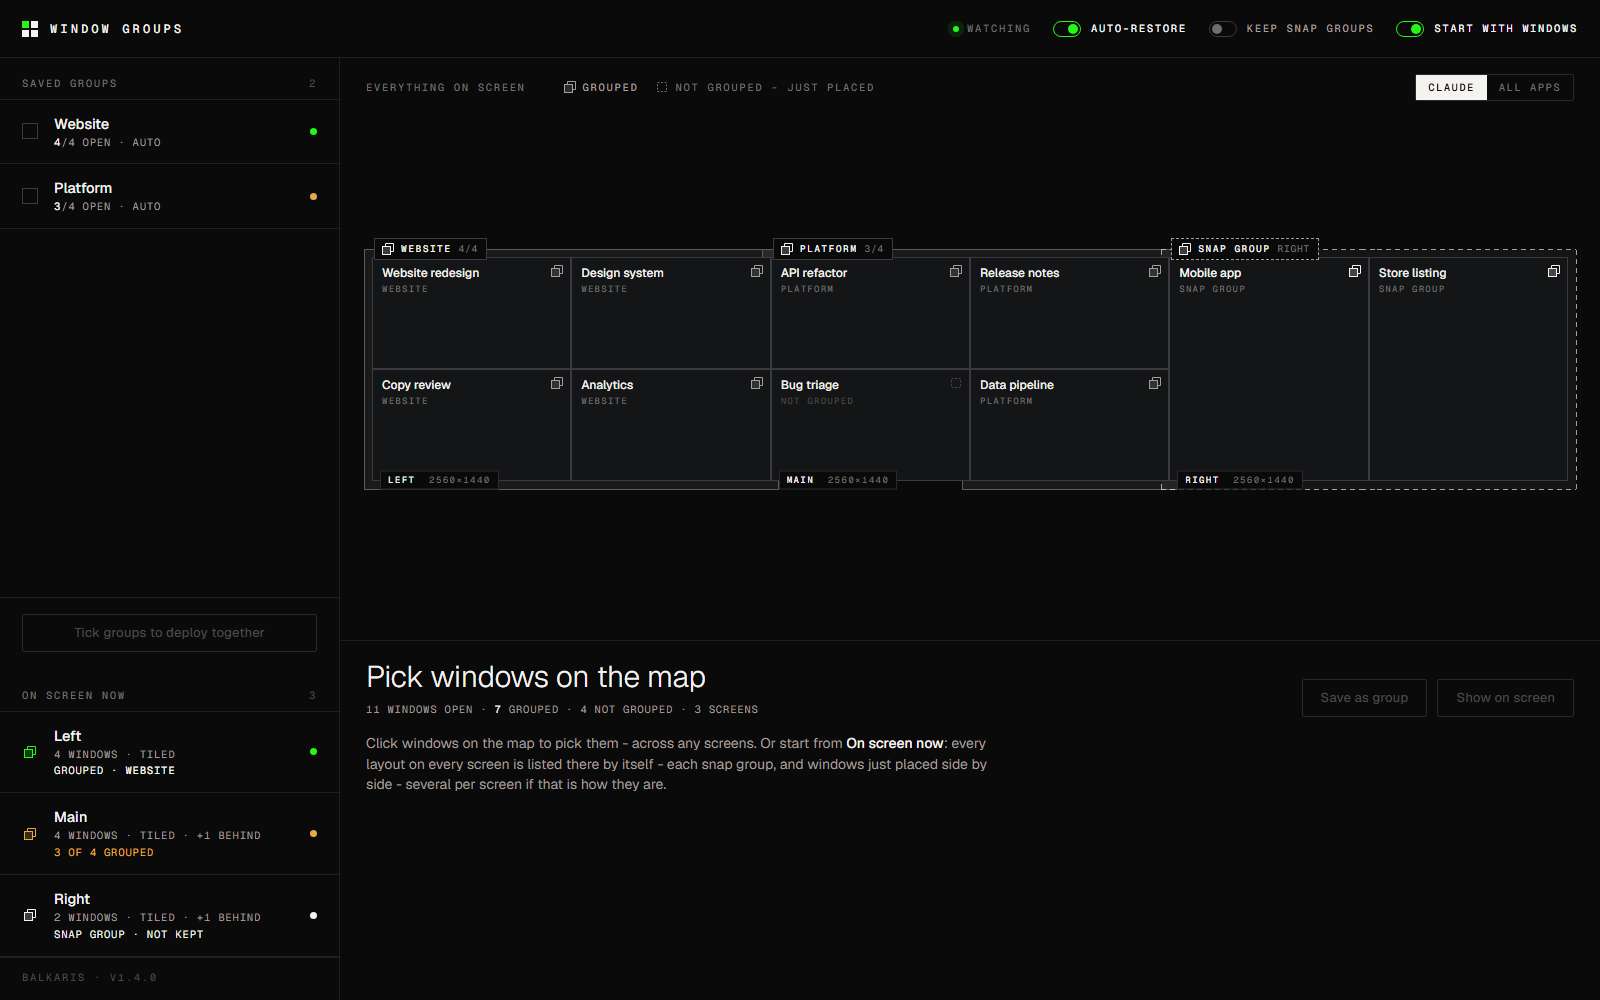 WINDOW GROUPS
WATCHING
AUTO-RESTORE
KEEP SNAP GROUPS
START WITH WINDOWS
SAVED GROUPS 2
Website
4/4 OPEN · AUTO
Platform
3/4 OPEN · AUTO
Tick groups to deploy together
ON SCREEN NOW 3
Left
4 WINDOWS · TILED
GROUPED · WEBSITE
Main
4 WINDOWS · TILED · +1 BEHIND
3 OF 4 GROUPED
Right
2 WINDOWS · TILED · +1 BEHIND
SNAP GROUP · NOT KEPT
BALKARIS · V1.4.0
EVERYTHING ON SCREEN
GROUPED
NOT GROUPED - JUST PLACED
CLAUDE
ALL APPS
WEBSITE 4/4
PLATFORM 3/4
SNAP GROUP RIGHT
Website redesign
WEBSITE
Design system
WEBSITE
API refactor
PLATFORM
Release notes
PLATFORM
Mobile app
SNAP GROUP
Store listing
SNAP GROUP
Copy review
WEBSITE
Analytics
WEBSITE
Bug triage
NOT GROUPED
Data pipeline
PLATFORM
LEFT 2560×1440
MAIN 2560×1440
RIGHT 2560×1440
Pick windows on the map
11 WINDOWS OPEN · 7 GROUPED · 4 NOT GROUPED · 3 SCREENS
Save as group
Show on screen
Click windows on the map to pick them - across any screens. Or start from On screen now: every
layout on every screen is listed there by itself - each snap group, and windows just placed side by
side - several per screen if that is how they are.